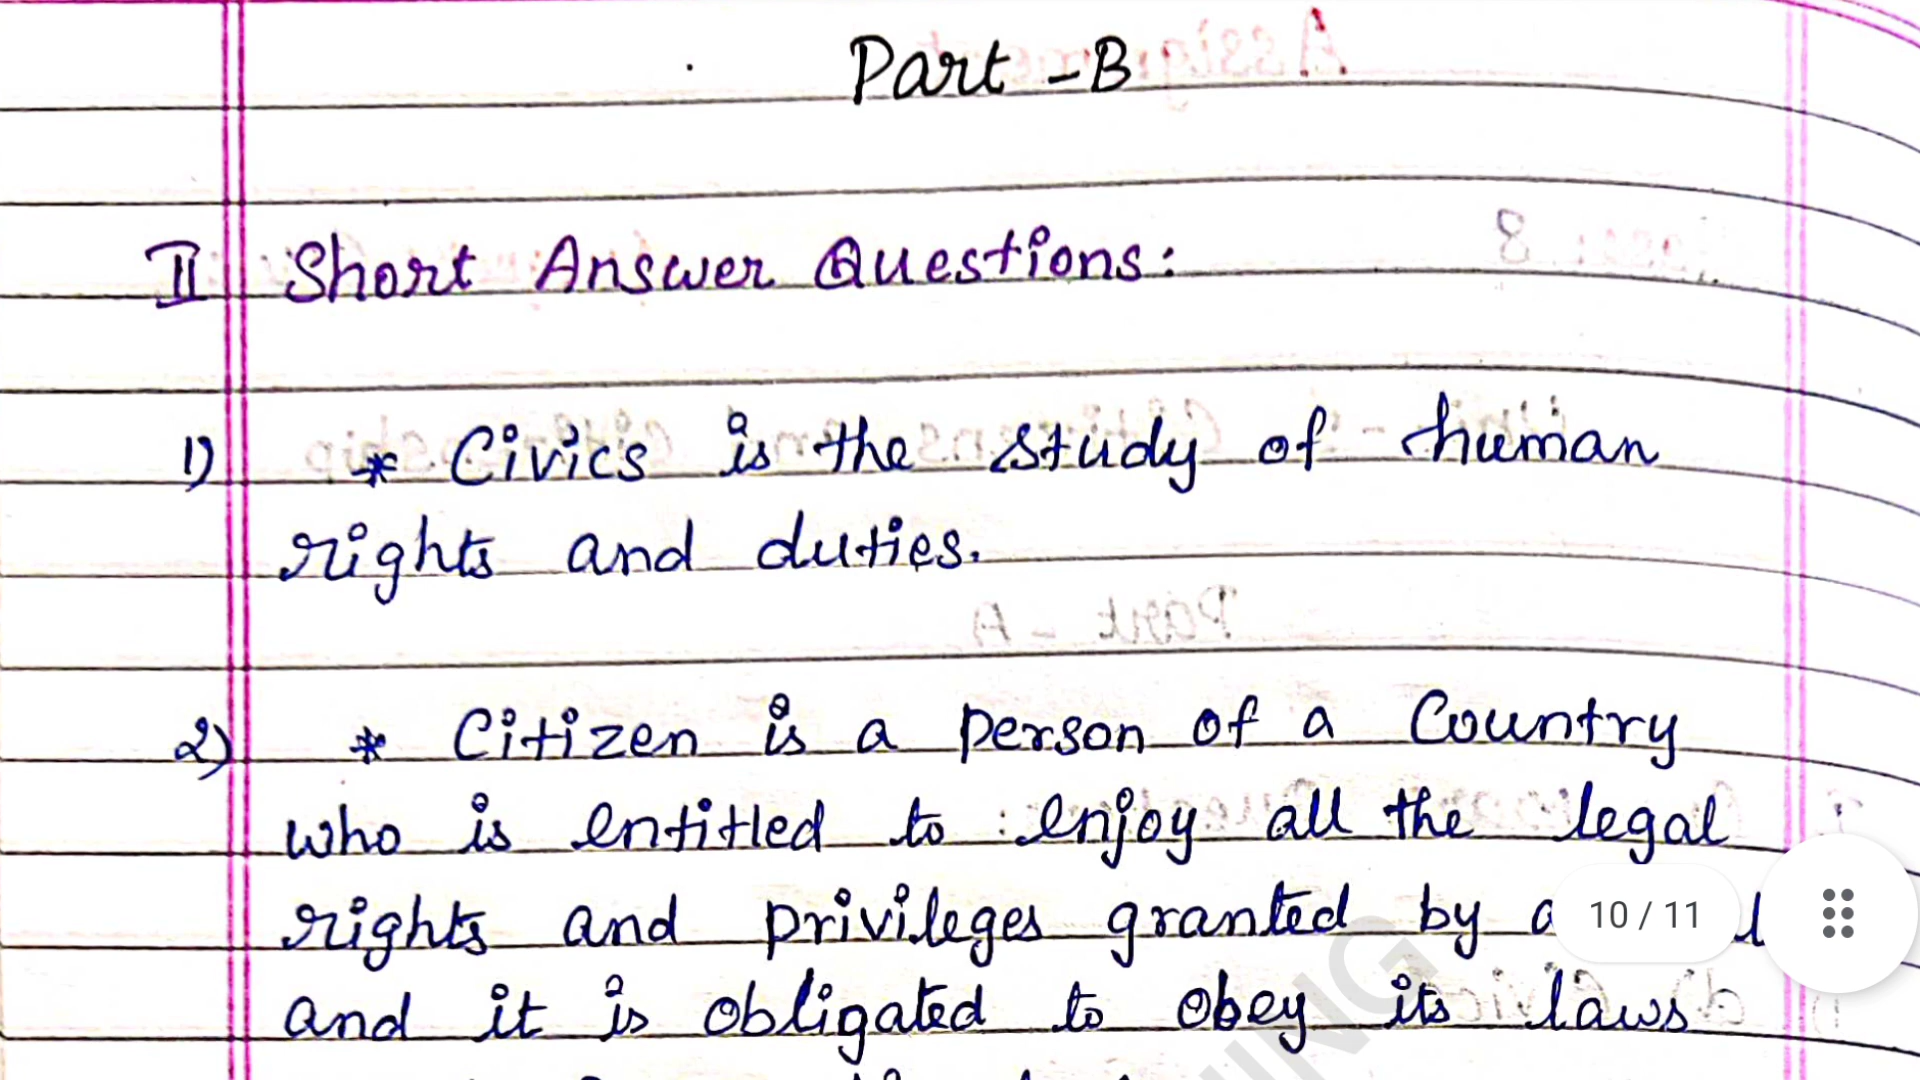 Part - B
II Short Answer Questions:
1) * Civics is the study of human
rights and duties.
2) * Citizen is a person of a Country
who is entitled to enjoy all the legal
rights and privileges granted by a
10 / 11
and it is obligated to obey its laws